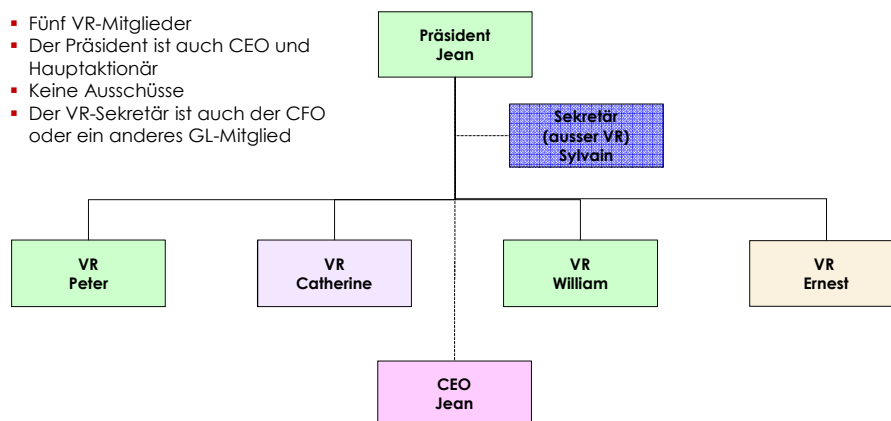 ▪ Fünf VR-Mitglieder
▪ Der Präsident ist auch CEO und
Hauptaktionär
▪ Keine Ausschüsse
▪ Der VR-Sekretär ist auch der CFO
oder ein anderes GL-Mitglied
Präsident
Jean
Sekretär
(ausser VR)
Sylvain
VR
Peter
VR
Catherine
VR
William
VR
Ernest
CEO
Jean